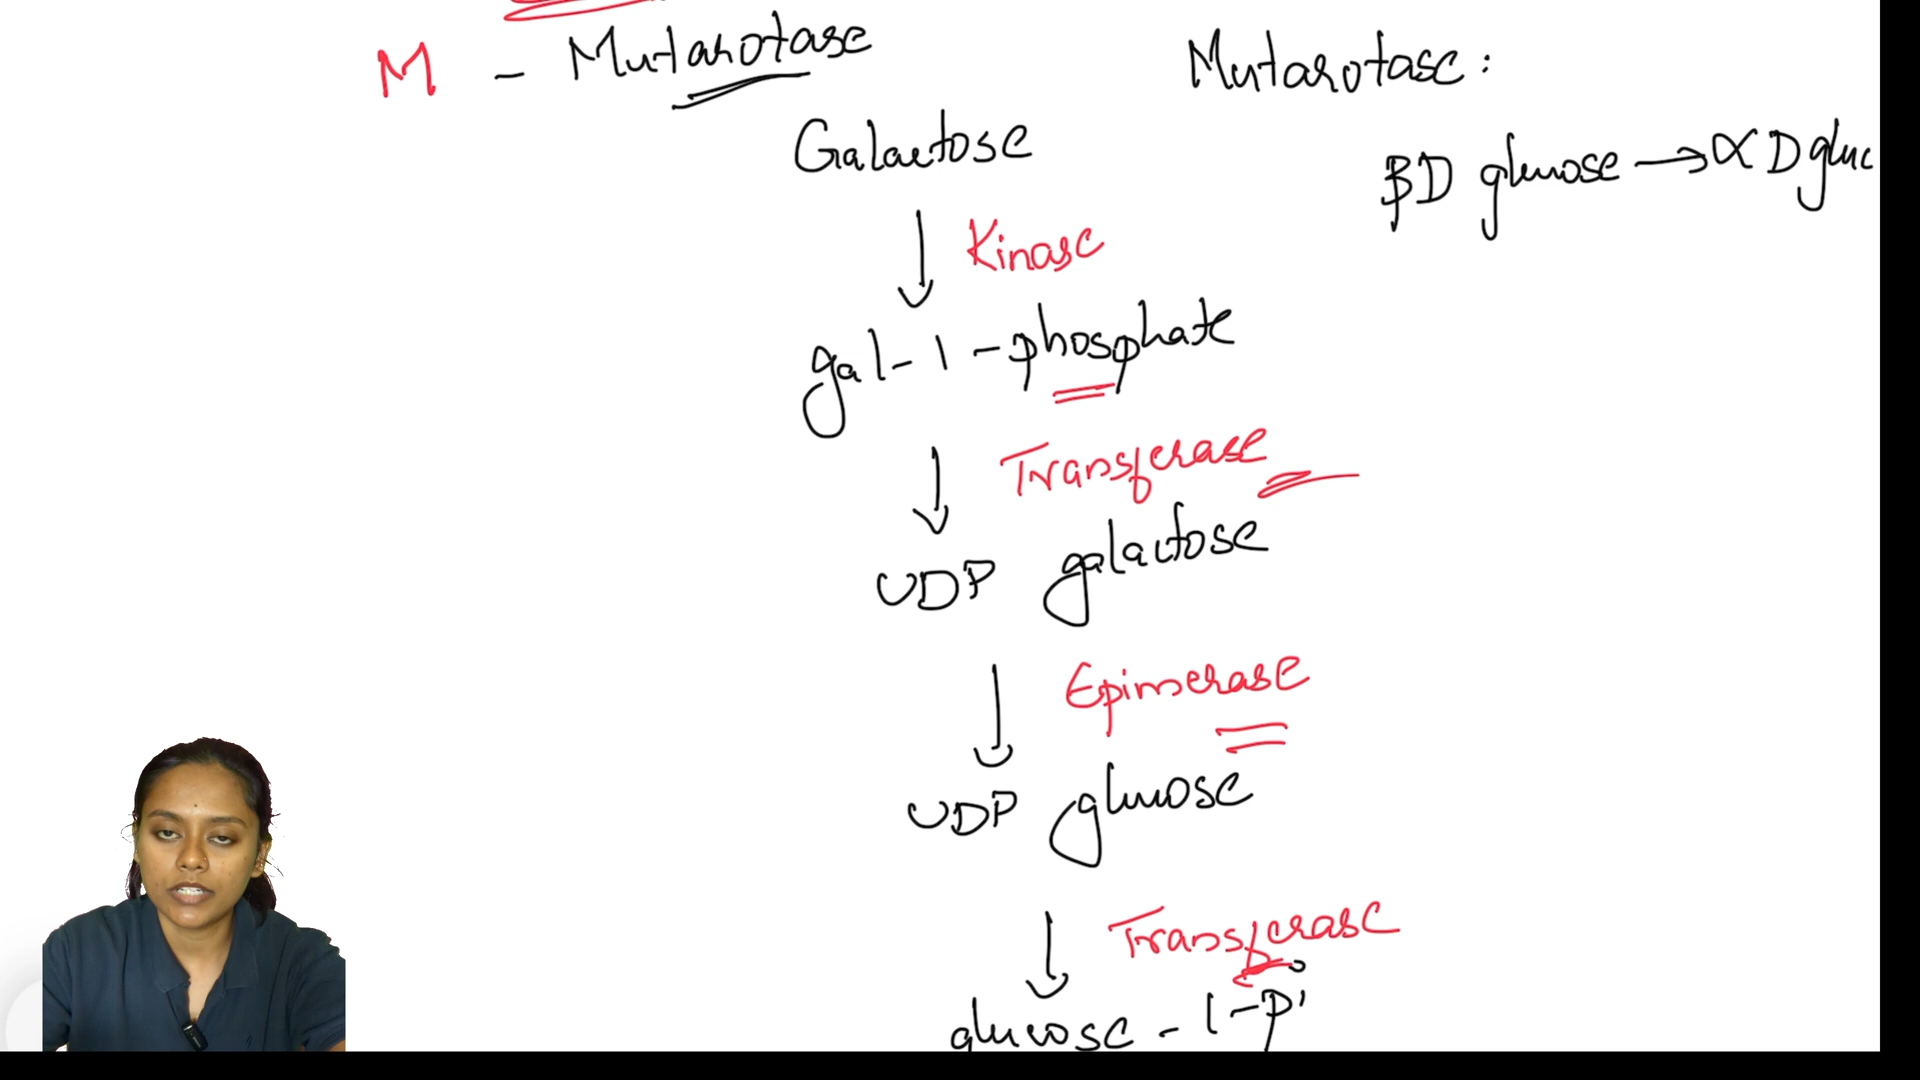 M - Mutarotase
Mutarotase :
Galactose
βD glucose → α D gluc
Kinase
gal - 1 - phosphate
Transferase
UDP galactose
Epimerase
UDP glucose
Transferase
glucose - 1 - Pi